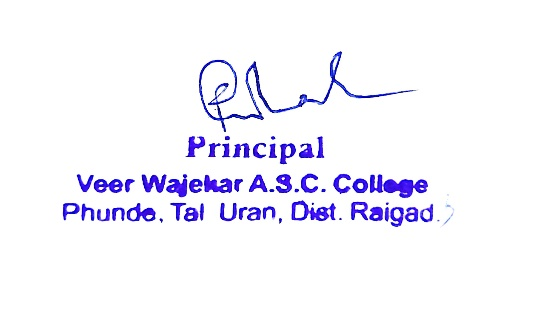 Principal
Veer Wajekar A.S.C. College
Phunde, Tal Uran, Dist. Raigad.